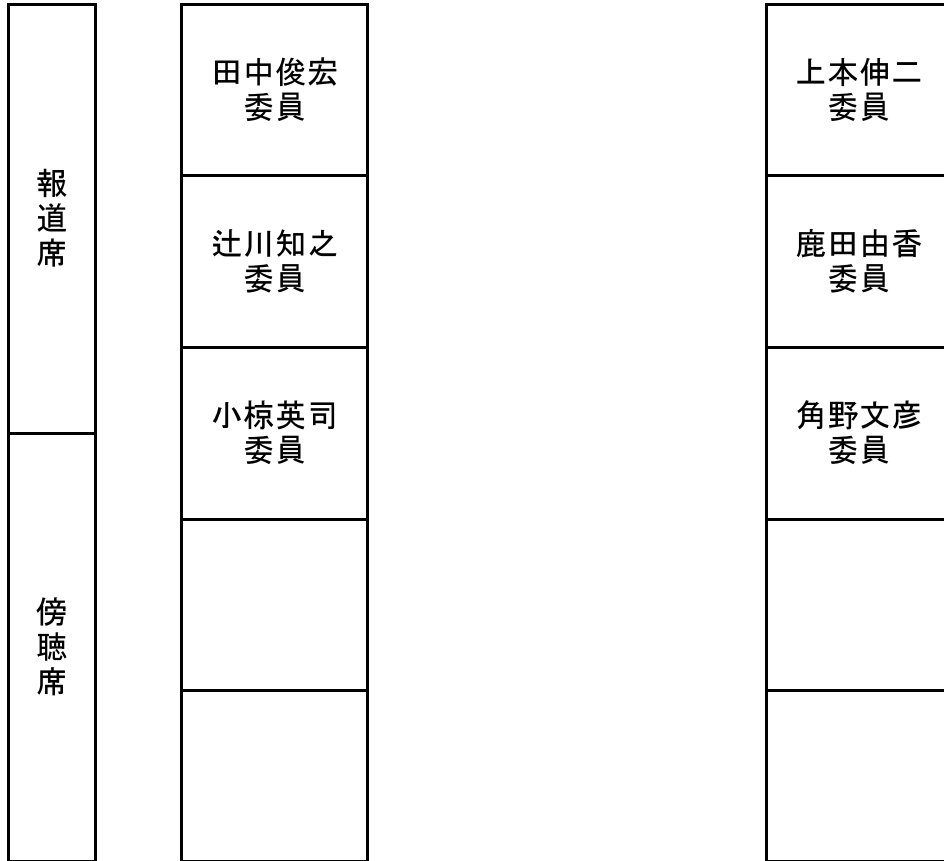 報道席
傍聴席
田中俊宏
委員
辻川知之
委員
小椋英司
委員
上本伸二
委員
鹿田由香
委員
角野文彦
委員